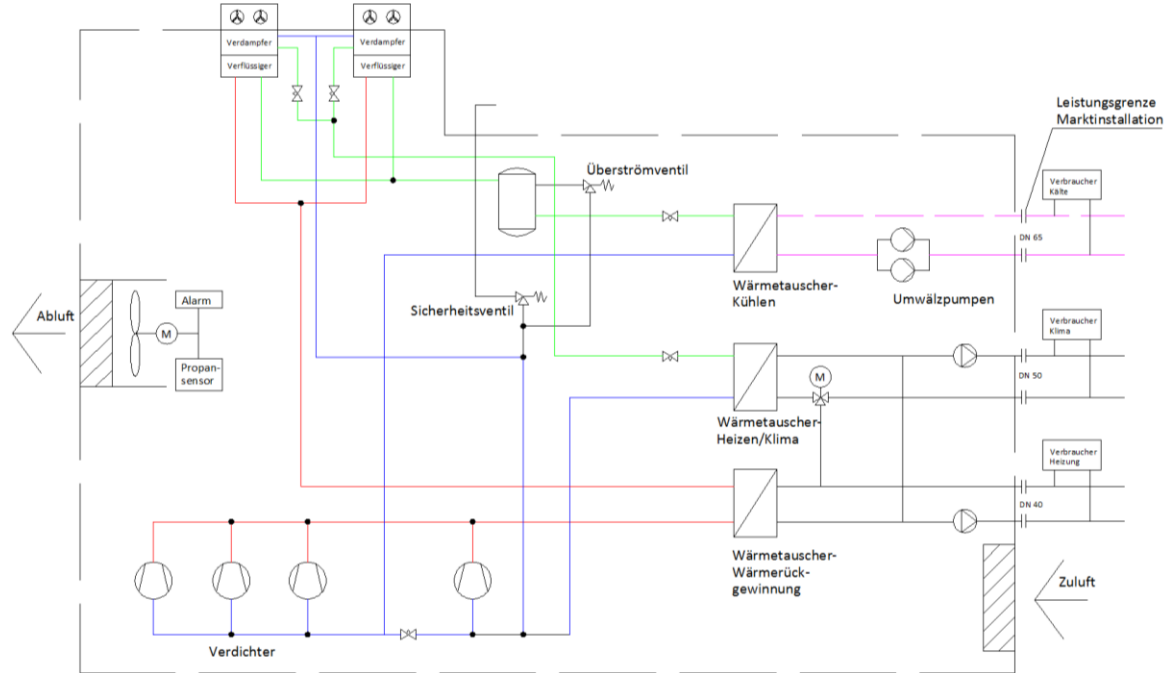 Verdampfer
Verflüssiger
Verdampfer
Verflüssiger
Leistungsgrenze
Marktinstallation
Überströmventil
Verbraucher
Kälte
DN 65
Wärmetauscher-
Kühlen
Umwälzpumpen
Sicherheitsventil
Abluft
Alarm
M
Propan-
sensor
Verbraucher
Klima
DN 50
M
Wärmetauscher-
Heizen/Klima
Verbraucher
Heizung
DN 40
Wärmetauscher-
Wärmerück-
gewinnung
Zuluft
Verdichter